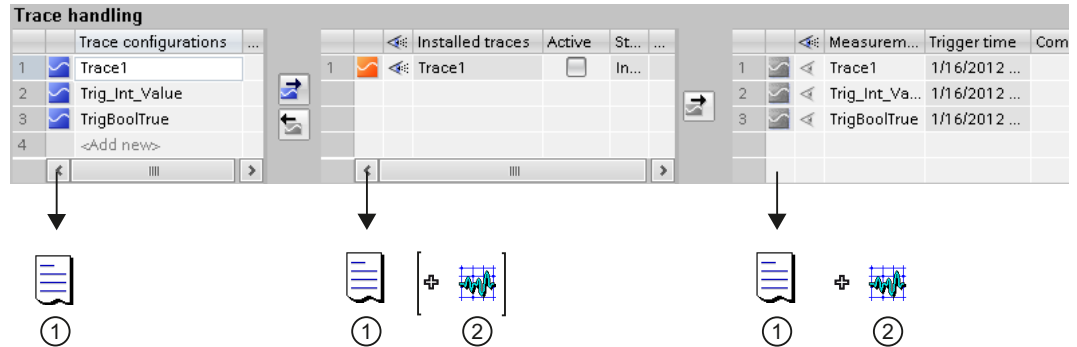 Trace handling
Trace configurations ... Installed traces Active St... ... Measurem... Trigger time Com
1 Trace1 1 Trace1 In... 1 Trace1 1/16/2012 ...
2 Trig_Int_Value 2 Trig_Int_Va... 1/16/2012 ...
3 TrigBoolTrue 3 TrigBoolTrue 1/16/2012 ...
4 <Add new>
+ +
1 1 2 1 2